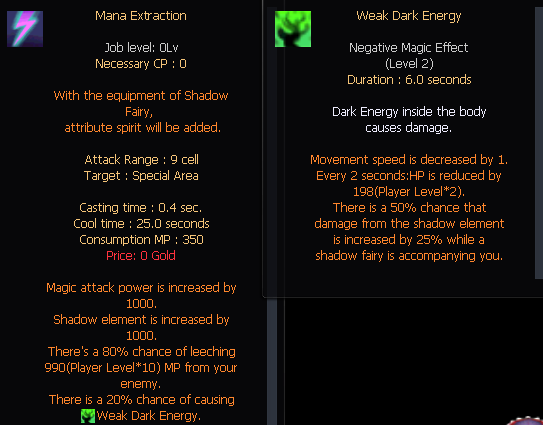 Mana Extraction
Job level: 0Lv
Necessary CP : 0
With the equipment of Shadow
Fairy,
attribute spirit will be added.
Attack Range : 9 cell
Target : Special Area
Casting time : 0.4 sec.
Cool time : 25.0 seconds
Consumption MP : 350
Price: 0 Gold
Magic attack power is increased by
1000.
Shadow element is increased by
1000.
There's a 80% chance of leeching
990(Player Level*10) MP from your
enemy.
There is a 20% chance of causing
Weak Dark Energy.
Weak Dark Energy
Negative Magic Effect
(Level 2)
Duration : 6.0 seconds
Dark Energy inside the body
causes damage.
Movement speed is decreased by 1.
Every 2 seconds:HP is reduced by
198(Player Level*2).
There is a 50% chance that
damage from the shadow element
is increased by 25% while a
shadow fairy is accompanying you.